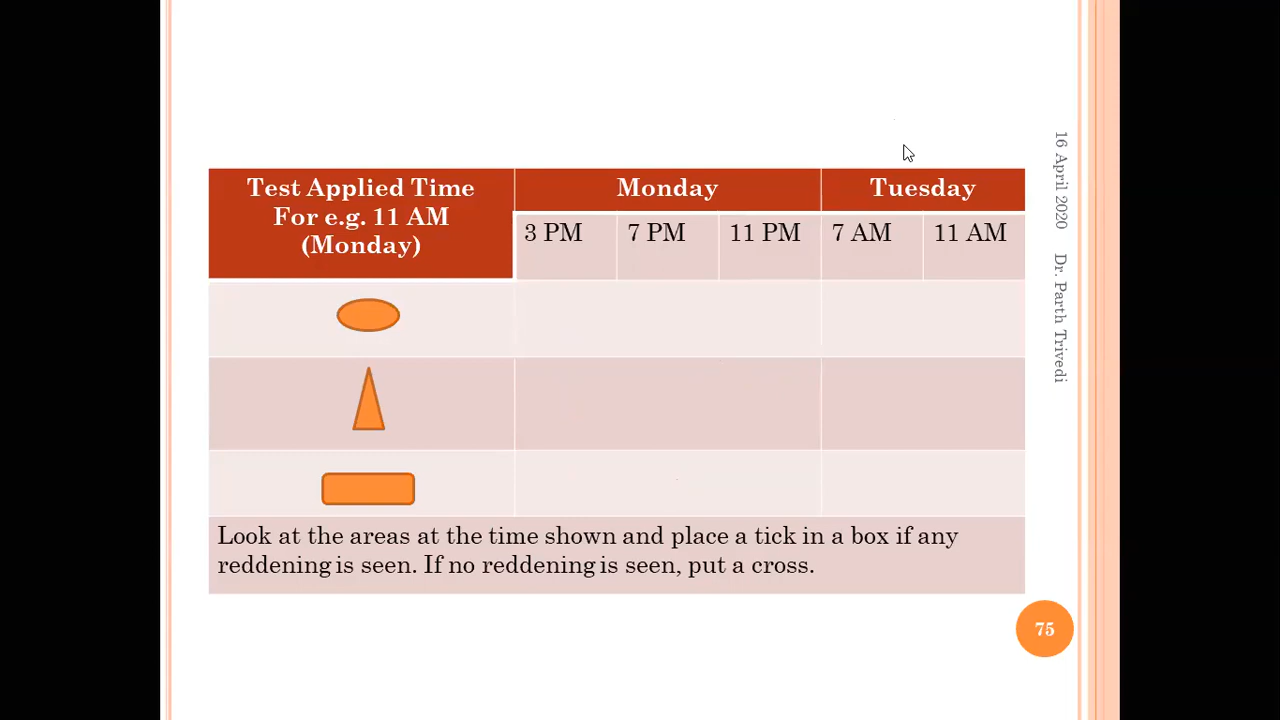 Test Applied Time
For e.g. 11 AM
(Monday)
Monday
Tuesday
3 PM
7 PM
11 PM
7 AM
11 AM
Look at the areas at the time shown and place a tick in a box if any
reddening is seen. If no reddening is seen, put a cross.
16 April 2020
Dr. Parth Trivedi
75